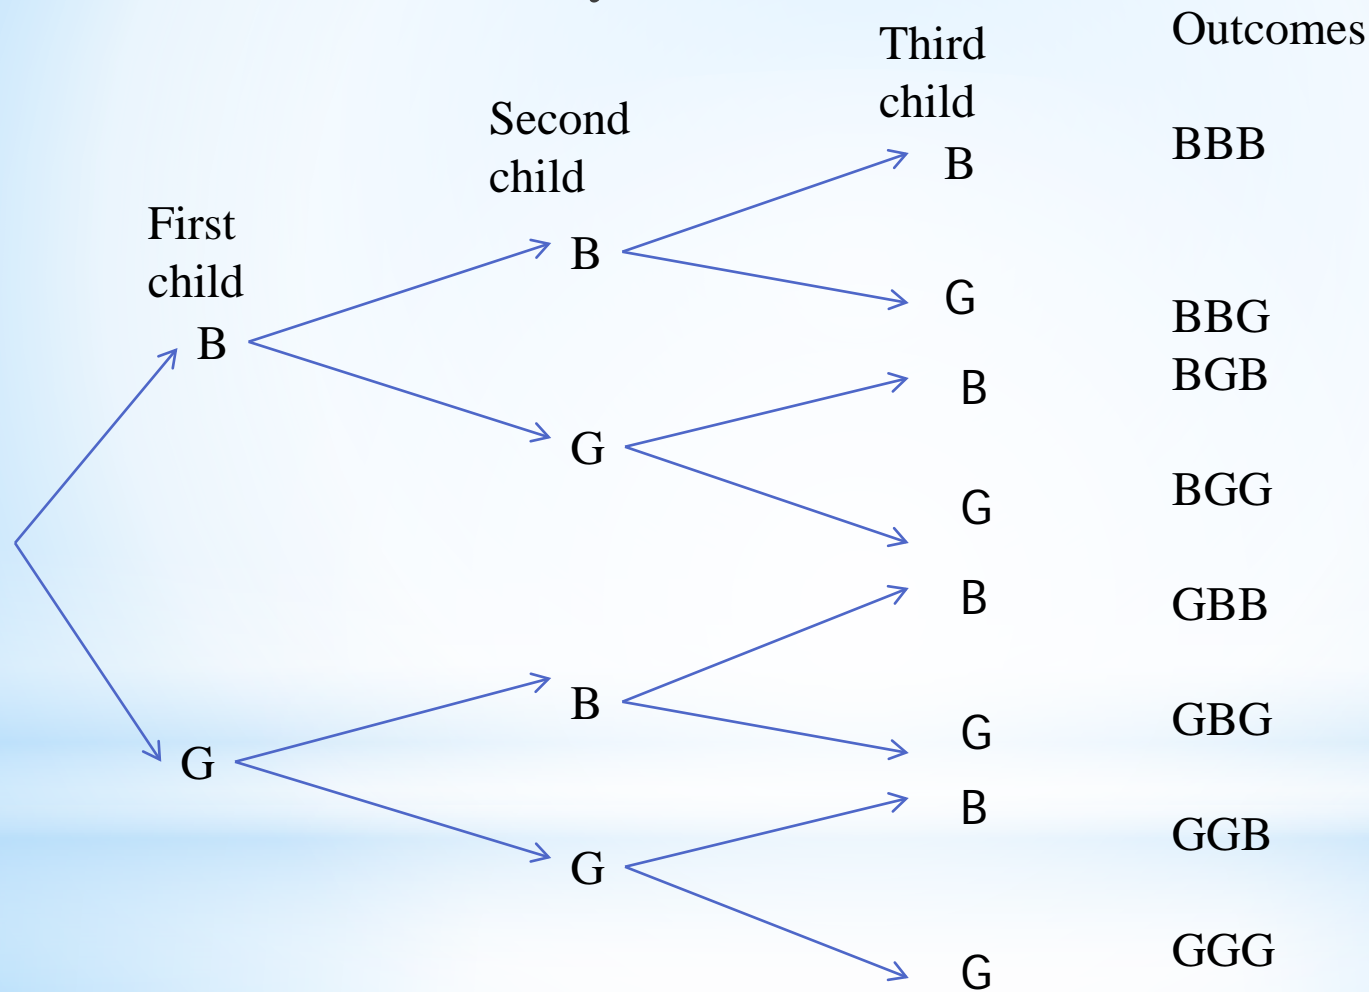 Outcomes
Third
child
Second
child
First
child
B
BBB
B
G
BBG
B
B
BGB
G
G
BGG
B
GBB
B
G
GBG
G
B
GGB
G
G
GGG